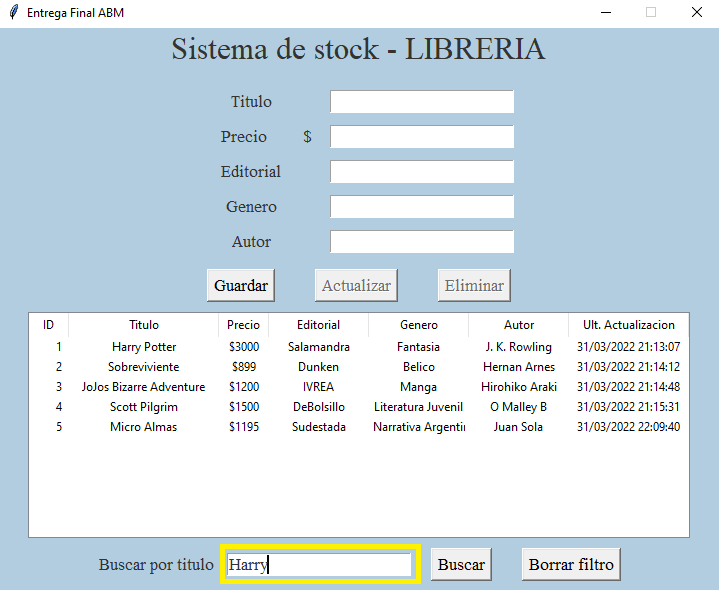 Entrega Final ABM
Sistema de stock - LIBRERIA
Titulo
Precio $
Editorial
Genero
Autor
Guardar Actualizar Eliminar
ID Titulo Precio Editorial Genero Autor Ult. Actualizacion
1 Harry Potter $3000 Salamandra Fantasia J. K. Rowling 31/03/2022 21:13:07
2 Sobreviviente $899 Dunken Belico Hernan Arnes 31/03/2022 21:14:12
3 JoJos Bizarre Adventure $1200 IVREA Manga Hirohiko Araki 31/03/2022 21:14:48
4 Scott Pilgrim $1500 DeBolsillo Literatura Juvenil O Malley B 31/03/2022 21:15:31
5 Micro Almas $1195 Sudestada Narrativa Argentin Juan Sola 31/03/2022 22:09:40
Buscar por titulo Harry Buscar Borrar filtro